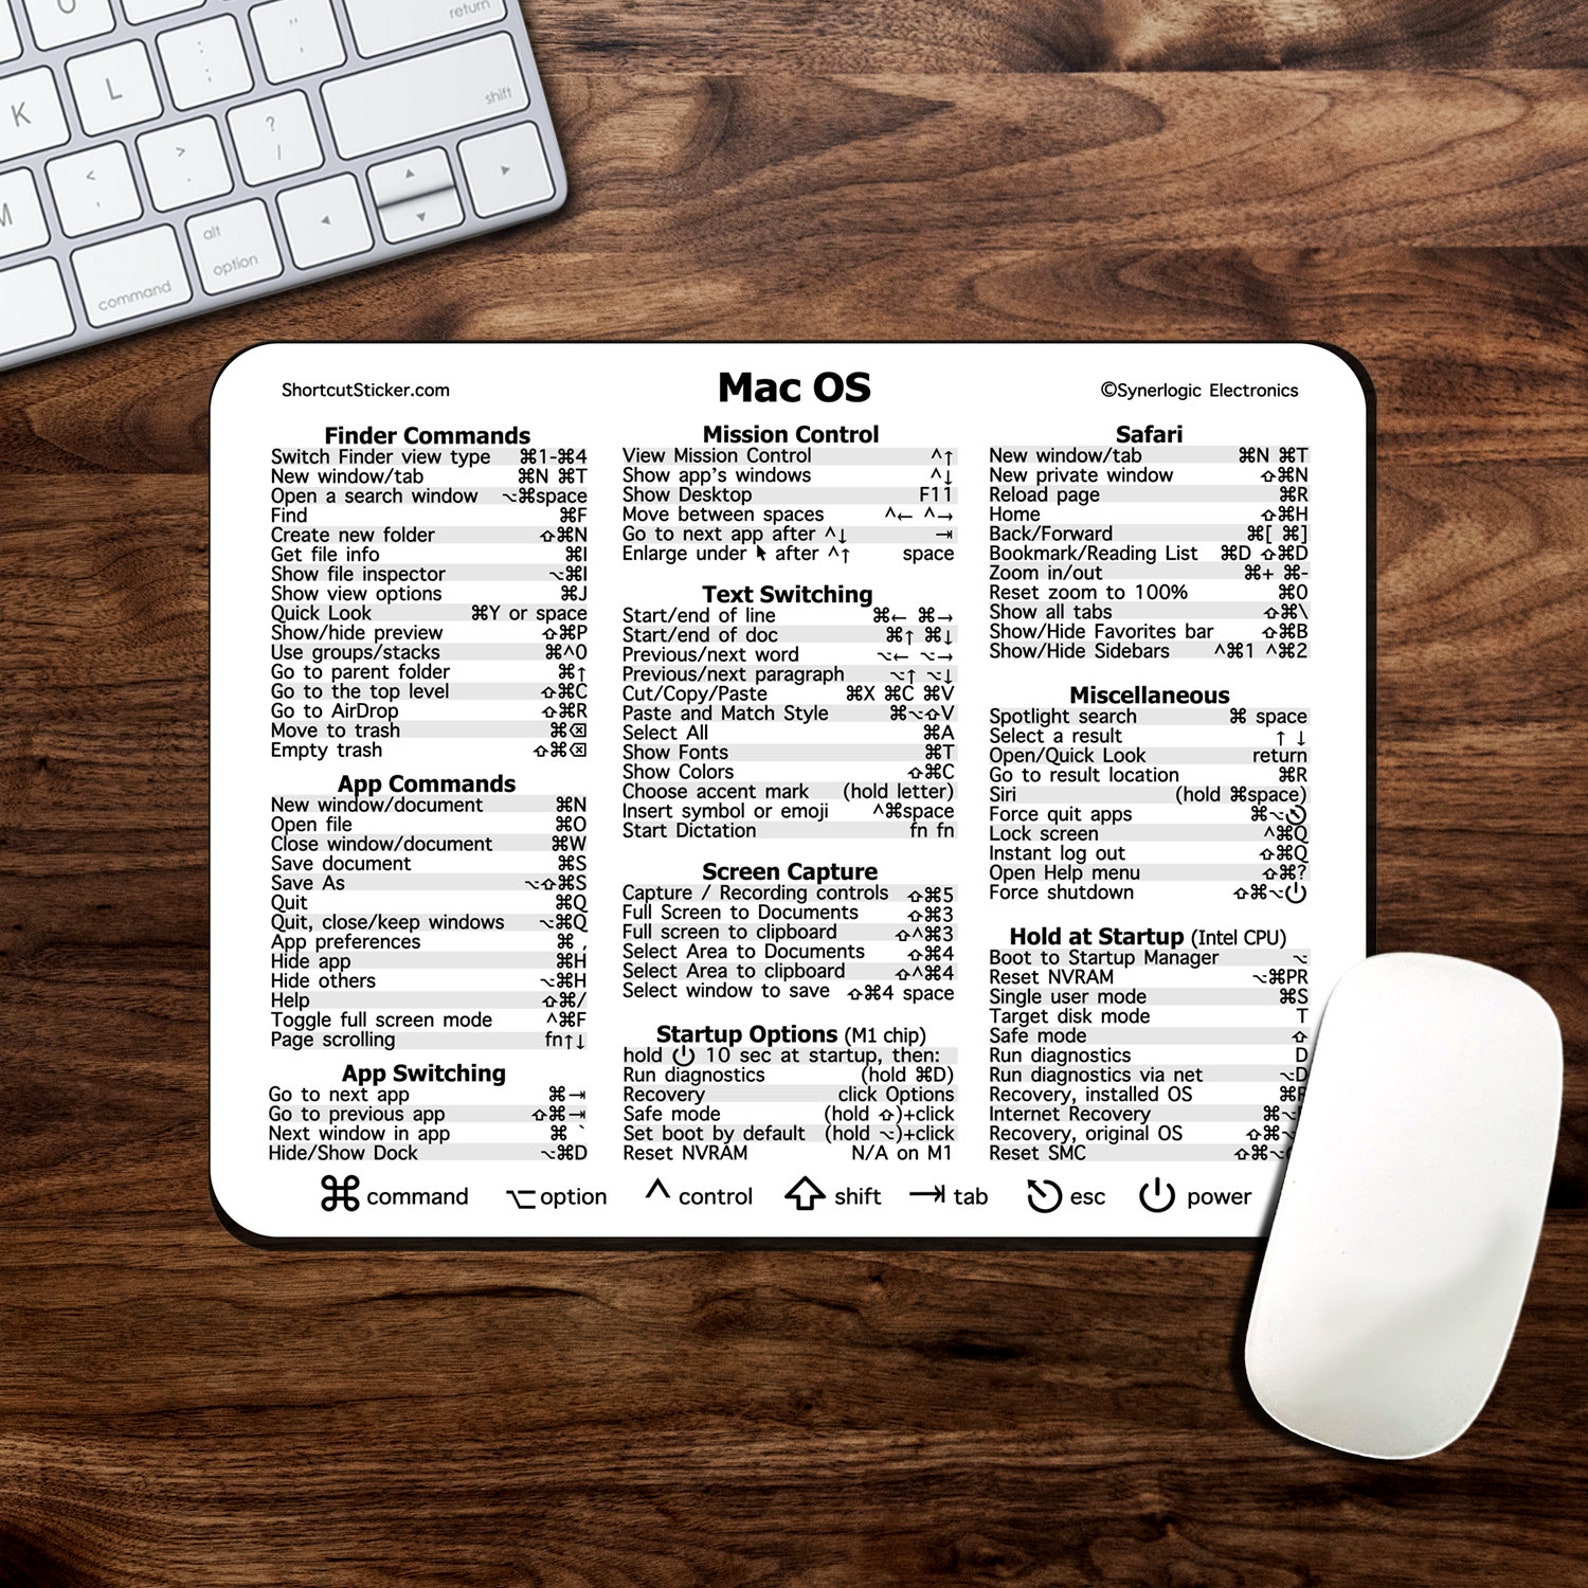 return
K
L
:
;
"
'
shift
M
<
,
>
.
?
/
command
alt
option
ShortcutSticker.com
Mac OS
©Synerlogic Electronics
Finder Commands
Switch Finder view type ⌘1-⌘4
New window/tab ⌘N ⌘T
Open a search window ⌥⌘space
Find ⌘F
Create new folder ⇧⌘N
Get file info ⌘I
Show file inspector ⌥⌘I
Show view options ⌘J
Quick Look ⌘Y or space
Show/hide preview ⇧⌘P
Use groups/stacks ⌘^0
Go to parent folder ⌘↑
Go to the top level ⇧⌘C
Go to AirDrop ⇧⌘R
Move to trash ⌘⌫
Empty trash ⇧⌘⌫
App Commands
New window/document ⌘N
Open file ⌘O
Close window/document ⌘W
Save document ⌘S
Save As ⌥⇧⌘S
Quit ⌘Q
Quit, close/keep windows ⌥⌘Q
App preferences ⌘ ,
Hide app ⌘H
Hide others ⌥⌘H
Help ⇧⌘/
Toggle full screen mode ^⌘F
Page scrolling fn↑↓
App Switching
Go to next app ⌘⇥
Go to previous app ⇧⌘⇥
Next window in app ⌘ `
Hide/Show Dock ⌥⌘D
Mission Control
View Mission Control ^↑
Show app's windows ^↓
Show Desktop F11
Move between spaces ^← ^→
Go to next app after ^↓ ⇥
Enlarge under after ^↑ space
Text Switching
Start/end of line ⌘← ⌘→
Start/end of doc ⌘↑ ⌘↓
Previous/next word ⌥← ⌥→
Previous/next paragraph ⌥↑ ⌥↓
Cut/Copy/Paste ⌘X ⌘C ⌘V
Paste and Match Style ⌘⌥⇧V
Select All ⌘A
Show Fonts ⌘T
Show Colors ⇧⌘C
Choose accent mark (hold letter)
Insert symbol or emoji ^⌘space
Start Dictation fn fn
Screen Capture
Capture / Recording controls ⇧⌘5
Full Screen to Documents ⇧⌘3
Full screen to clipboard ⇧^⌘3
Select Area to Documents ⇧⌘4
Select Area to clipboard ⇧^⌘4
Select window to save ⇧⌘4 space
Startup Options (M1 chip)
hold ⏻ 10 sec at startup, then:
Run diagnostics (hold ⌘D)
Recovery click Options
Safe mode (hold ⇧)+click
Set boot by default (hold ⌥)+click
Reset NVRAM N/A on M1
Safari
New window/tab ⌘N ⌘T
New private window ⇧⌘N
Reload page ⌘R
Home ⇧⌘H
Back/Forward ⌘[ ⌘]
Bookmark/Reading List ⌘D ⇧⌘D
Zoom in/out ⌘+ ⌘-
Reset zoom to 100% ⌘0
Show all tabs ⇧⌘\
Show/Hide Favorites bar ⇧⌘B
Show/Hide Sidebars ^⌘1 ^⌘2
Miscellaneous
Spotlight search ⌘ space
Select a result ↑ ↓
Open/Quick Look return
Go to result location ⌘R
Siri (hold ⌘space)
Force quit apps ⌘⌥⎋
Lock screen ^⌘Q
Instant log out ⇧⌘Q
Open Help menu ⇧⌘?
Force shutdown ⇧⌘⌥⏻
Hold at Startup (Intel CPU)
Boot to Startup Manager ⌥
Reset NVRAM ⌥⌘PR
Single user mode ⌘S
Target disk mode T
Safe mode ⇧
Run diagnostics D
Run diagnostics via net ⌥D
Recovery, installed OS ⌘
Internet Recovery ⌘⌥
Recovery, original OS ⇧⌘⌥
Reset SMC ⇧⌘⌥
⌘ command ⌥ option ^ control ⇧ shift ⇥ tab ⎋ esc ⏻ power